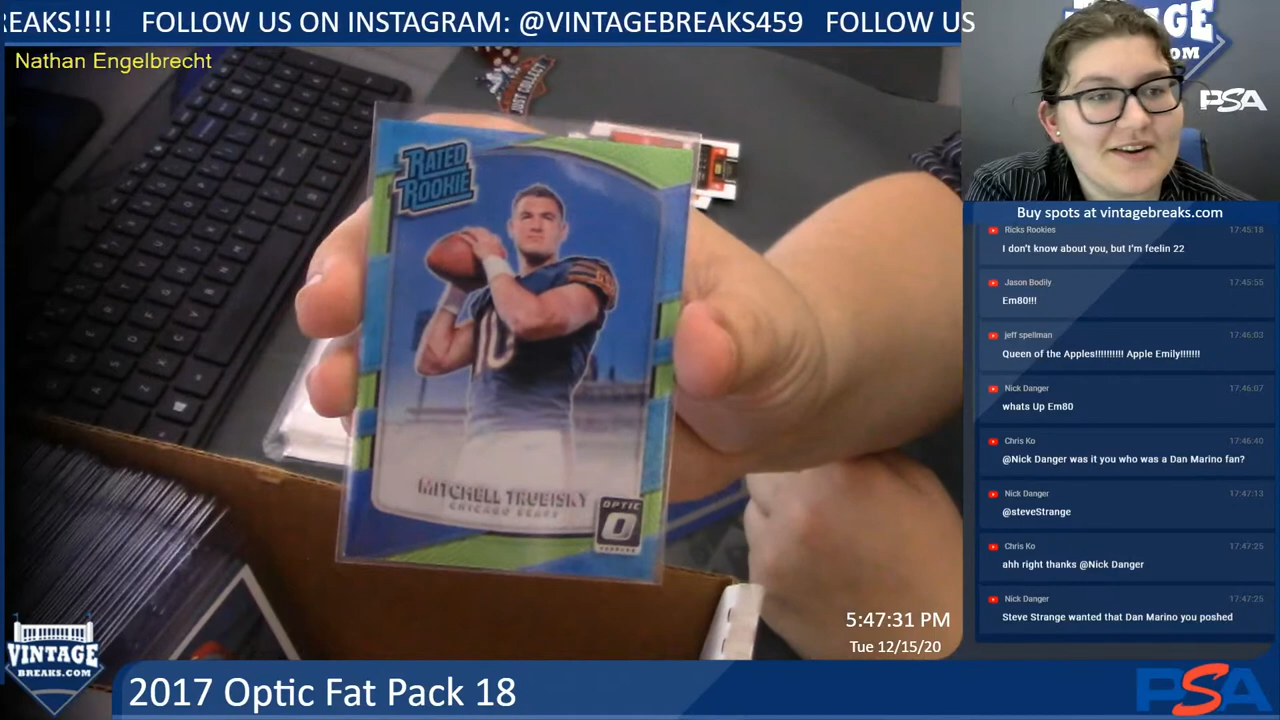 REAKS!!!! FOLLOW US ON INSTAGRAM: @VINTAGEBREAKS459 FOLLOW US
Nathan Engelbrecht
JUST COLLECT
RATED
ROOKIE
10
MITCHELL TRUBISKY
CHICAGO BEARS
OPTIC
O
VINTAGE
.COM
PSA
Buy spots at vintagebreaks.com
Ricks Rookies 17:45:18
I don't know about you, but I'm feelin 22
Jason Bodily 17:45:55
Em80!!!
jeff spellman 17:46:03
Queen of the Apples!!!!!!!!!! Apple Emily!!!!!!!
Nick Danger 17:46:07
whats Up Em80
Chris Ko 17:46:40
@Nick Danger was it you who was a Dan Marino fan?
Nick Danger 17:47:13
@steveStrange
Chris Ko 17:47:25
ahh right thanks @Nick Danger
Nick Danger 17:47:25
Steve Strange wanted that Dan Marino you poshed
5:47:31 PM
Tue 12/15/20
VINTAGE
BREAKS.COM
2017 Optic Fat Pack 18
PSA